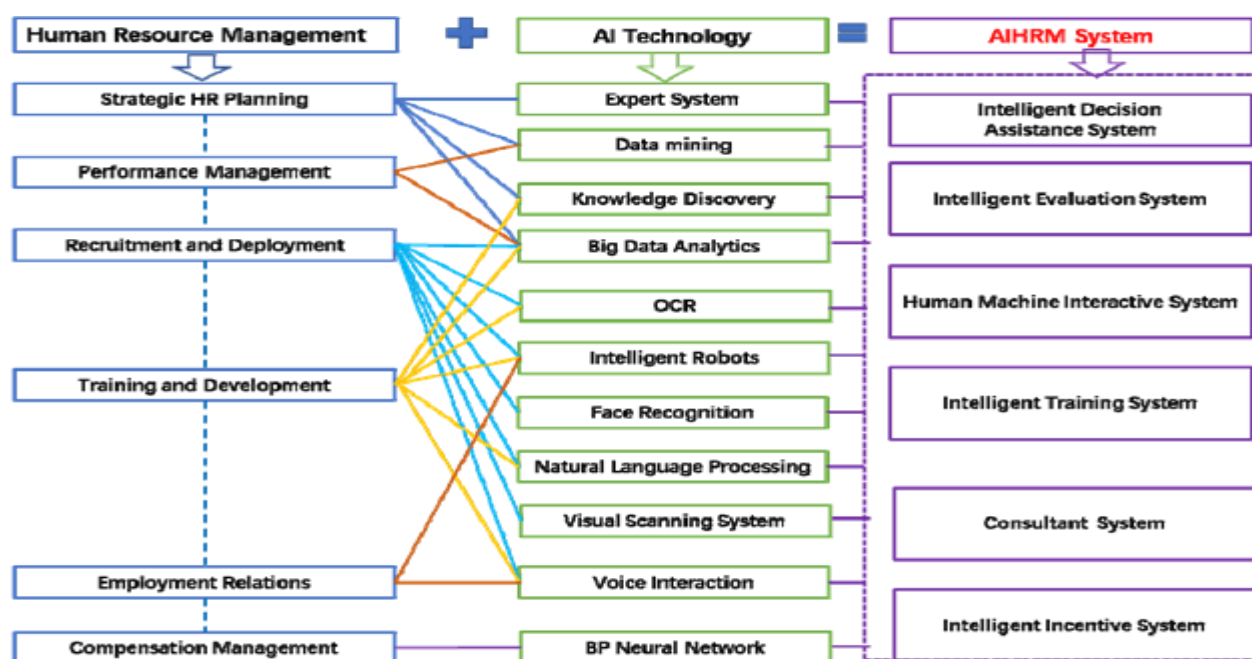 Human Resource Management
AI Technology
AIHRM System
Strategic HR Planning
Performance Management
Recruitment and Deployment
Training and Development
Employment Relations
Compensation Management
Expert System
Data mining
Knowledge Discovery
Big Data Analytics
OCR
Intelligent Robots
Face Recognition
Natural Language Processing
Visual Scanning System
Voice Interaction
BP Neural Network
Intelligent Decision
Assistance System
Intelligent Evaluation System
Human Machine Interactive System
Intelligent Training System
Consultant System
Intelligent Incentive System